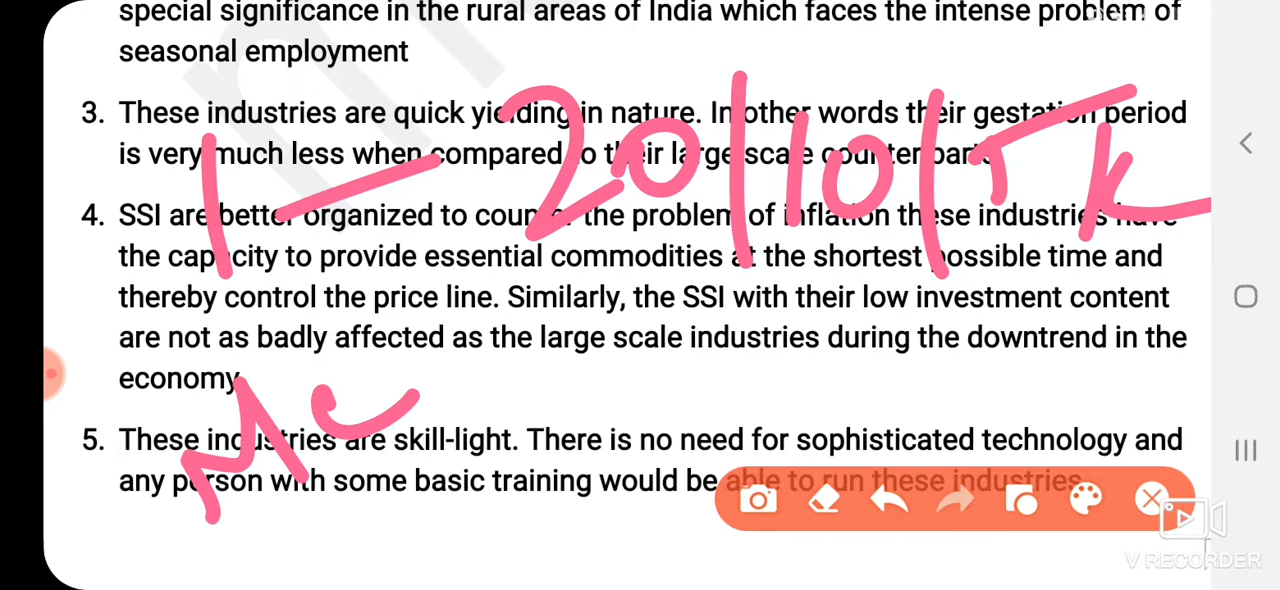 special significance in the rural areas of India which faces the intense problem of
seasonal employment
3. These industries are quick yielding in nature. In other words their gestation period
is very much less when compared to their large scale counterparts
4. SSI are better organized to counter the problem of inflation these industries have
the capacity to provide essential commodities at the shortest possible time and
thereby control the price line. Similarly, the SSI with their low investment content
are not as badly affected as the large scale industries during the downtrend in the
economy
5. These industries are skill-light. There is no need for sophisticated technology and
any person with some basic training would be able to run these industries
1 - 20/10/5 k
V RECORDER